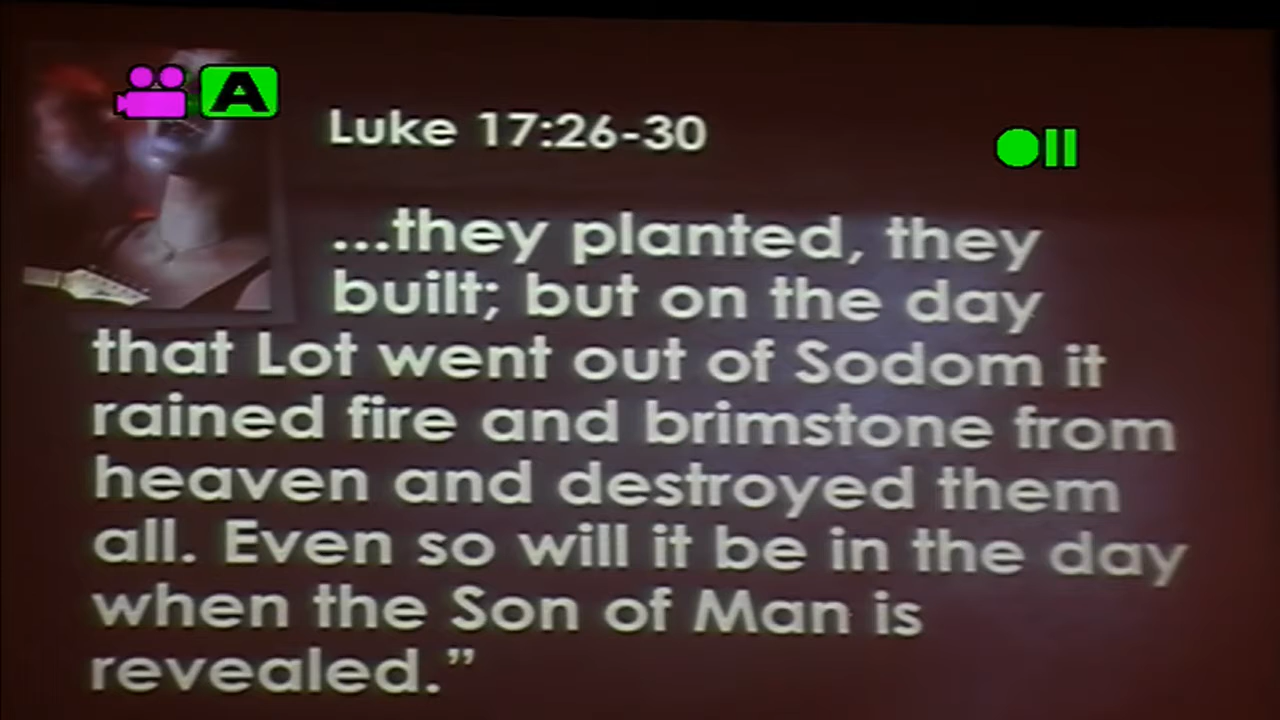 A
Luke 17:26-30
...they planted, they
built; but on the day
that Lot went out of Sodom it
rained fire and brimstone from
heaven and destroyed them
all. Even so will it be in the day
when the Son of Man is
revealed.”